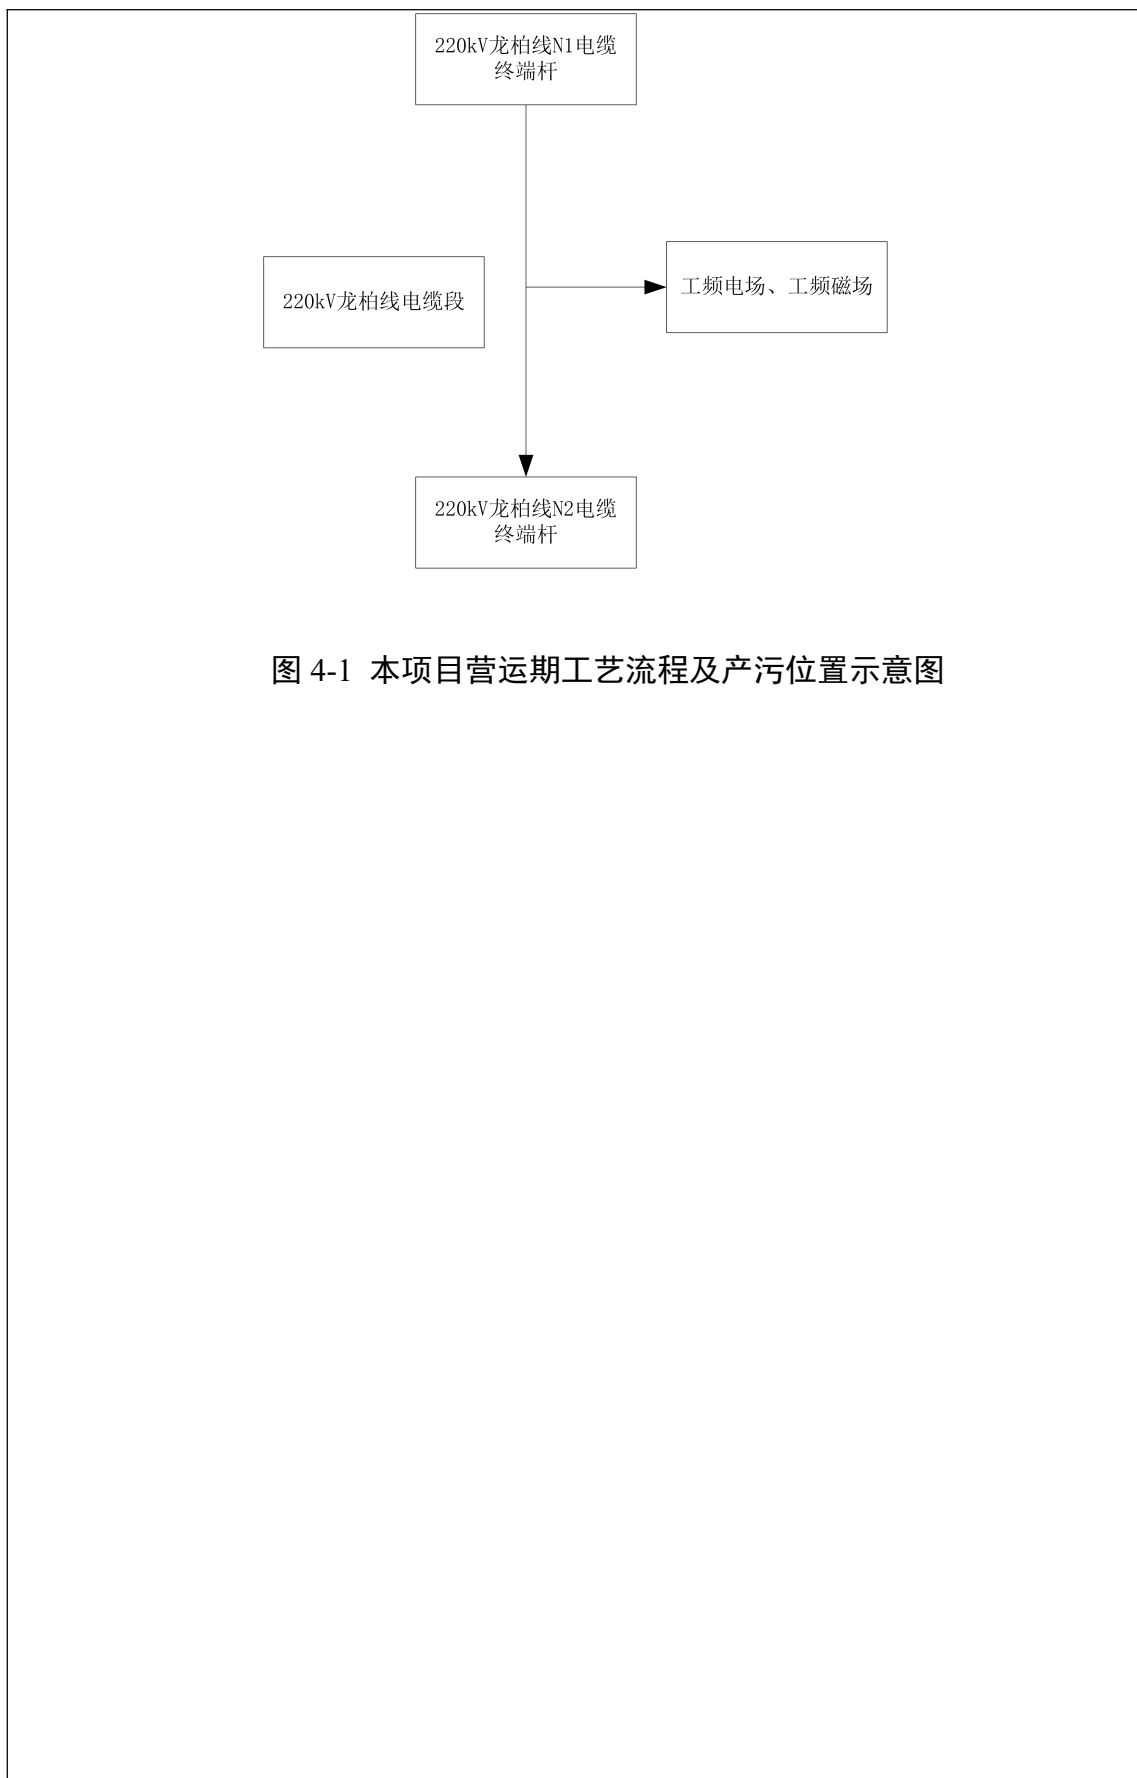 220kV龙柏线N1电缆
终端杆
工频电场、工频磁场
220kV龙柏线电缆段
220kV龙柏线N2电缆
终端杆
图 4-1 本项目营运期工艺流程及产污位置示意图